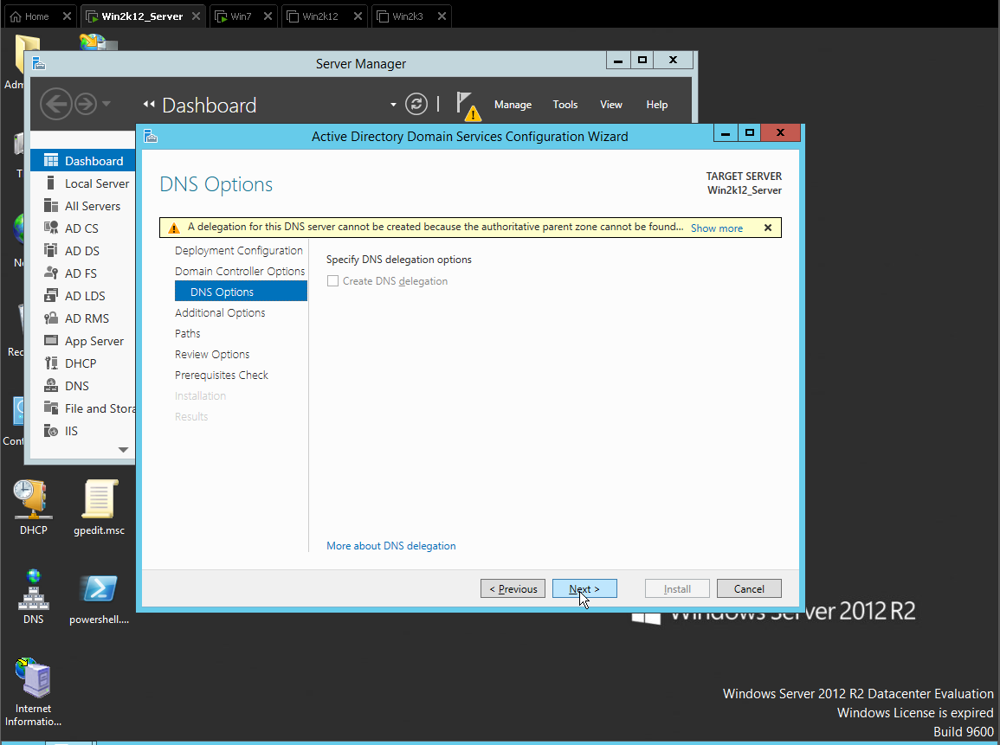 Home
Win2k12_Server
Win7
Win2k12
Win2k3
Server Manager
Dashboard
Manage Tools View Help
Adm
Rec
Cont
Dashboard
Local Server
All Servers
AD CS
AD DS
AD FS
AD LDS
AD RMS
App Server
DHCP
DNS
File and Stora
IIS
Active Directory Domain Services Configuration Wizard
DNS Options
TARGET SERVER
Win2k12_Server
A delegation for this DNS server cannot be created because the authoritative parent zone cannot be found... Show more
Deployment Configuration
Domain Controller Options
DNS Options
Additional Options
Paths
Review Options
Prerequisites Check
Installation
Results
Specify DNS delegation options
Create DNS delegation
More about DNS delegation
< Previous
Next >
Install
Cancel
DHCP
gpedit.msc
DNS
powershell....
Internet
Informatio...
Windows Server 2012 R2
Windows Server 2012 R2 Datacenter Evaluation
Windows License is expired
Build 9600